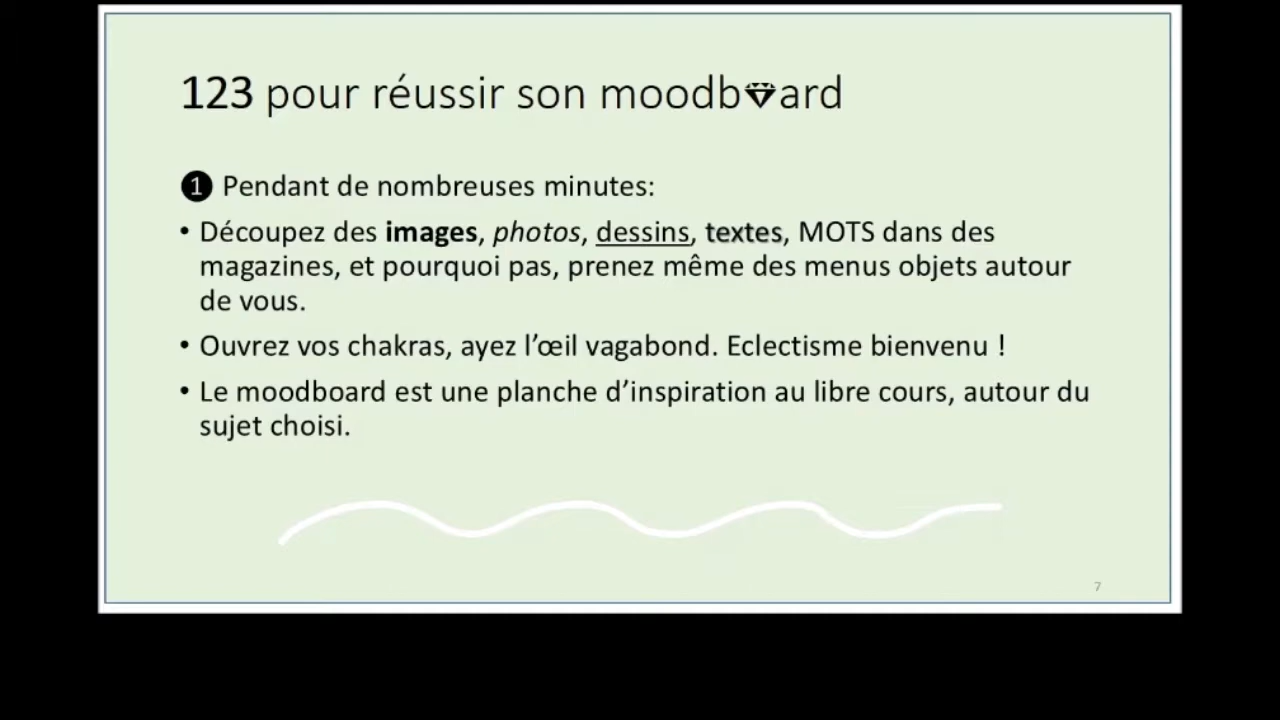 123 pour réussir son moodb💎ard
❶ Pendant de nombreuses minutes:
• Découpez des images, photos, dessins, textes, MOTS dans des
magazines, et pourquoi pas, prenez même des menus objets autour
de vous.
• Ouvrez vos chakras, ayez l’œil vagabond. Eclectisme bienvenu !
• Le moodboard est une planche d’inspiration au libre cours, autour du
sujet choisi.
7